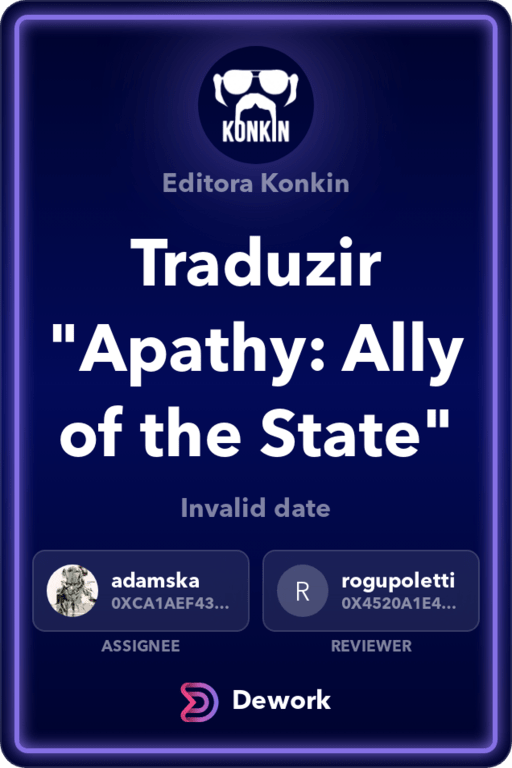 KONKIN
Editora Konkin
Traduzir
"Apathy: Ally
of the State"
Invalid date
adamska
0XCA1AEF43...
ASSIGNEE
R
rogupoletti
0X4520A1E4...
REVIEWER
Dework